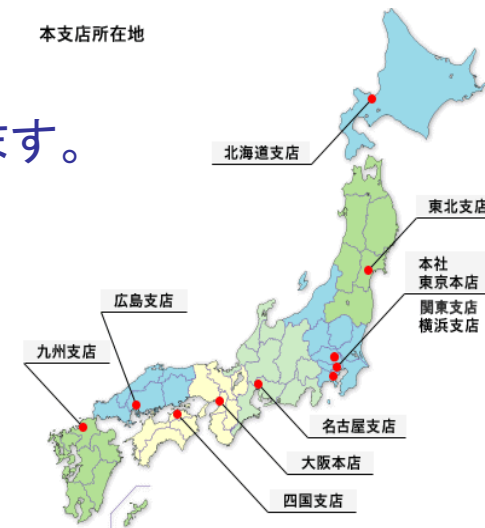 本支店所在地
ます。
北海道支店
東北支店
本社
東京本店
関東支店
横浜支店
広島支店
九州支店
名古屋支店
大阪本店
四国支店